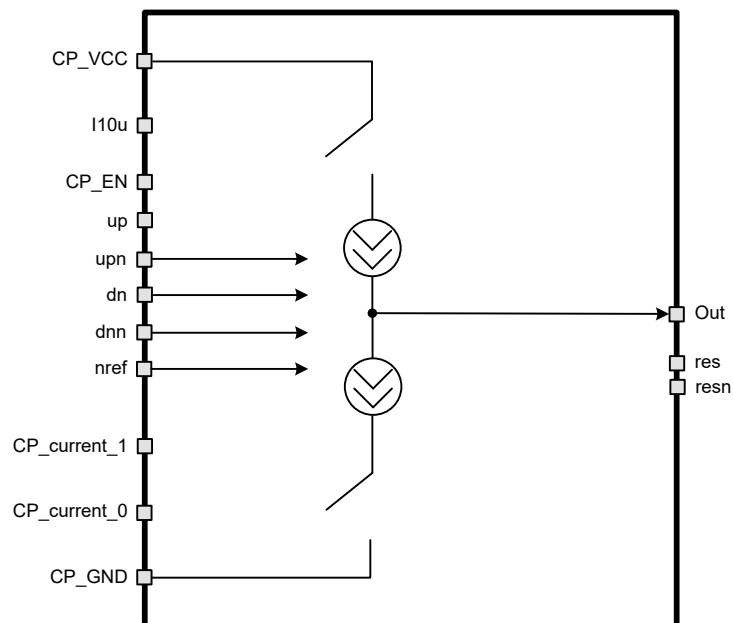 CP_VCC
I10u
CP_EN
up
upn
dn
dnn
nref
Out
res
resn
CP_current_1
CP_current_0
CP_GND